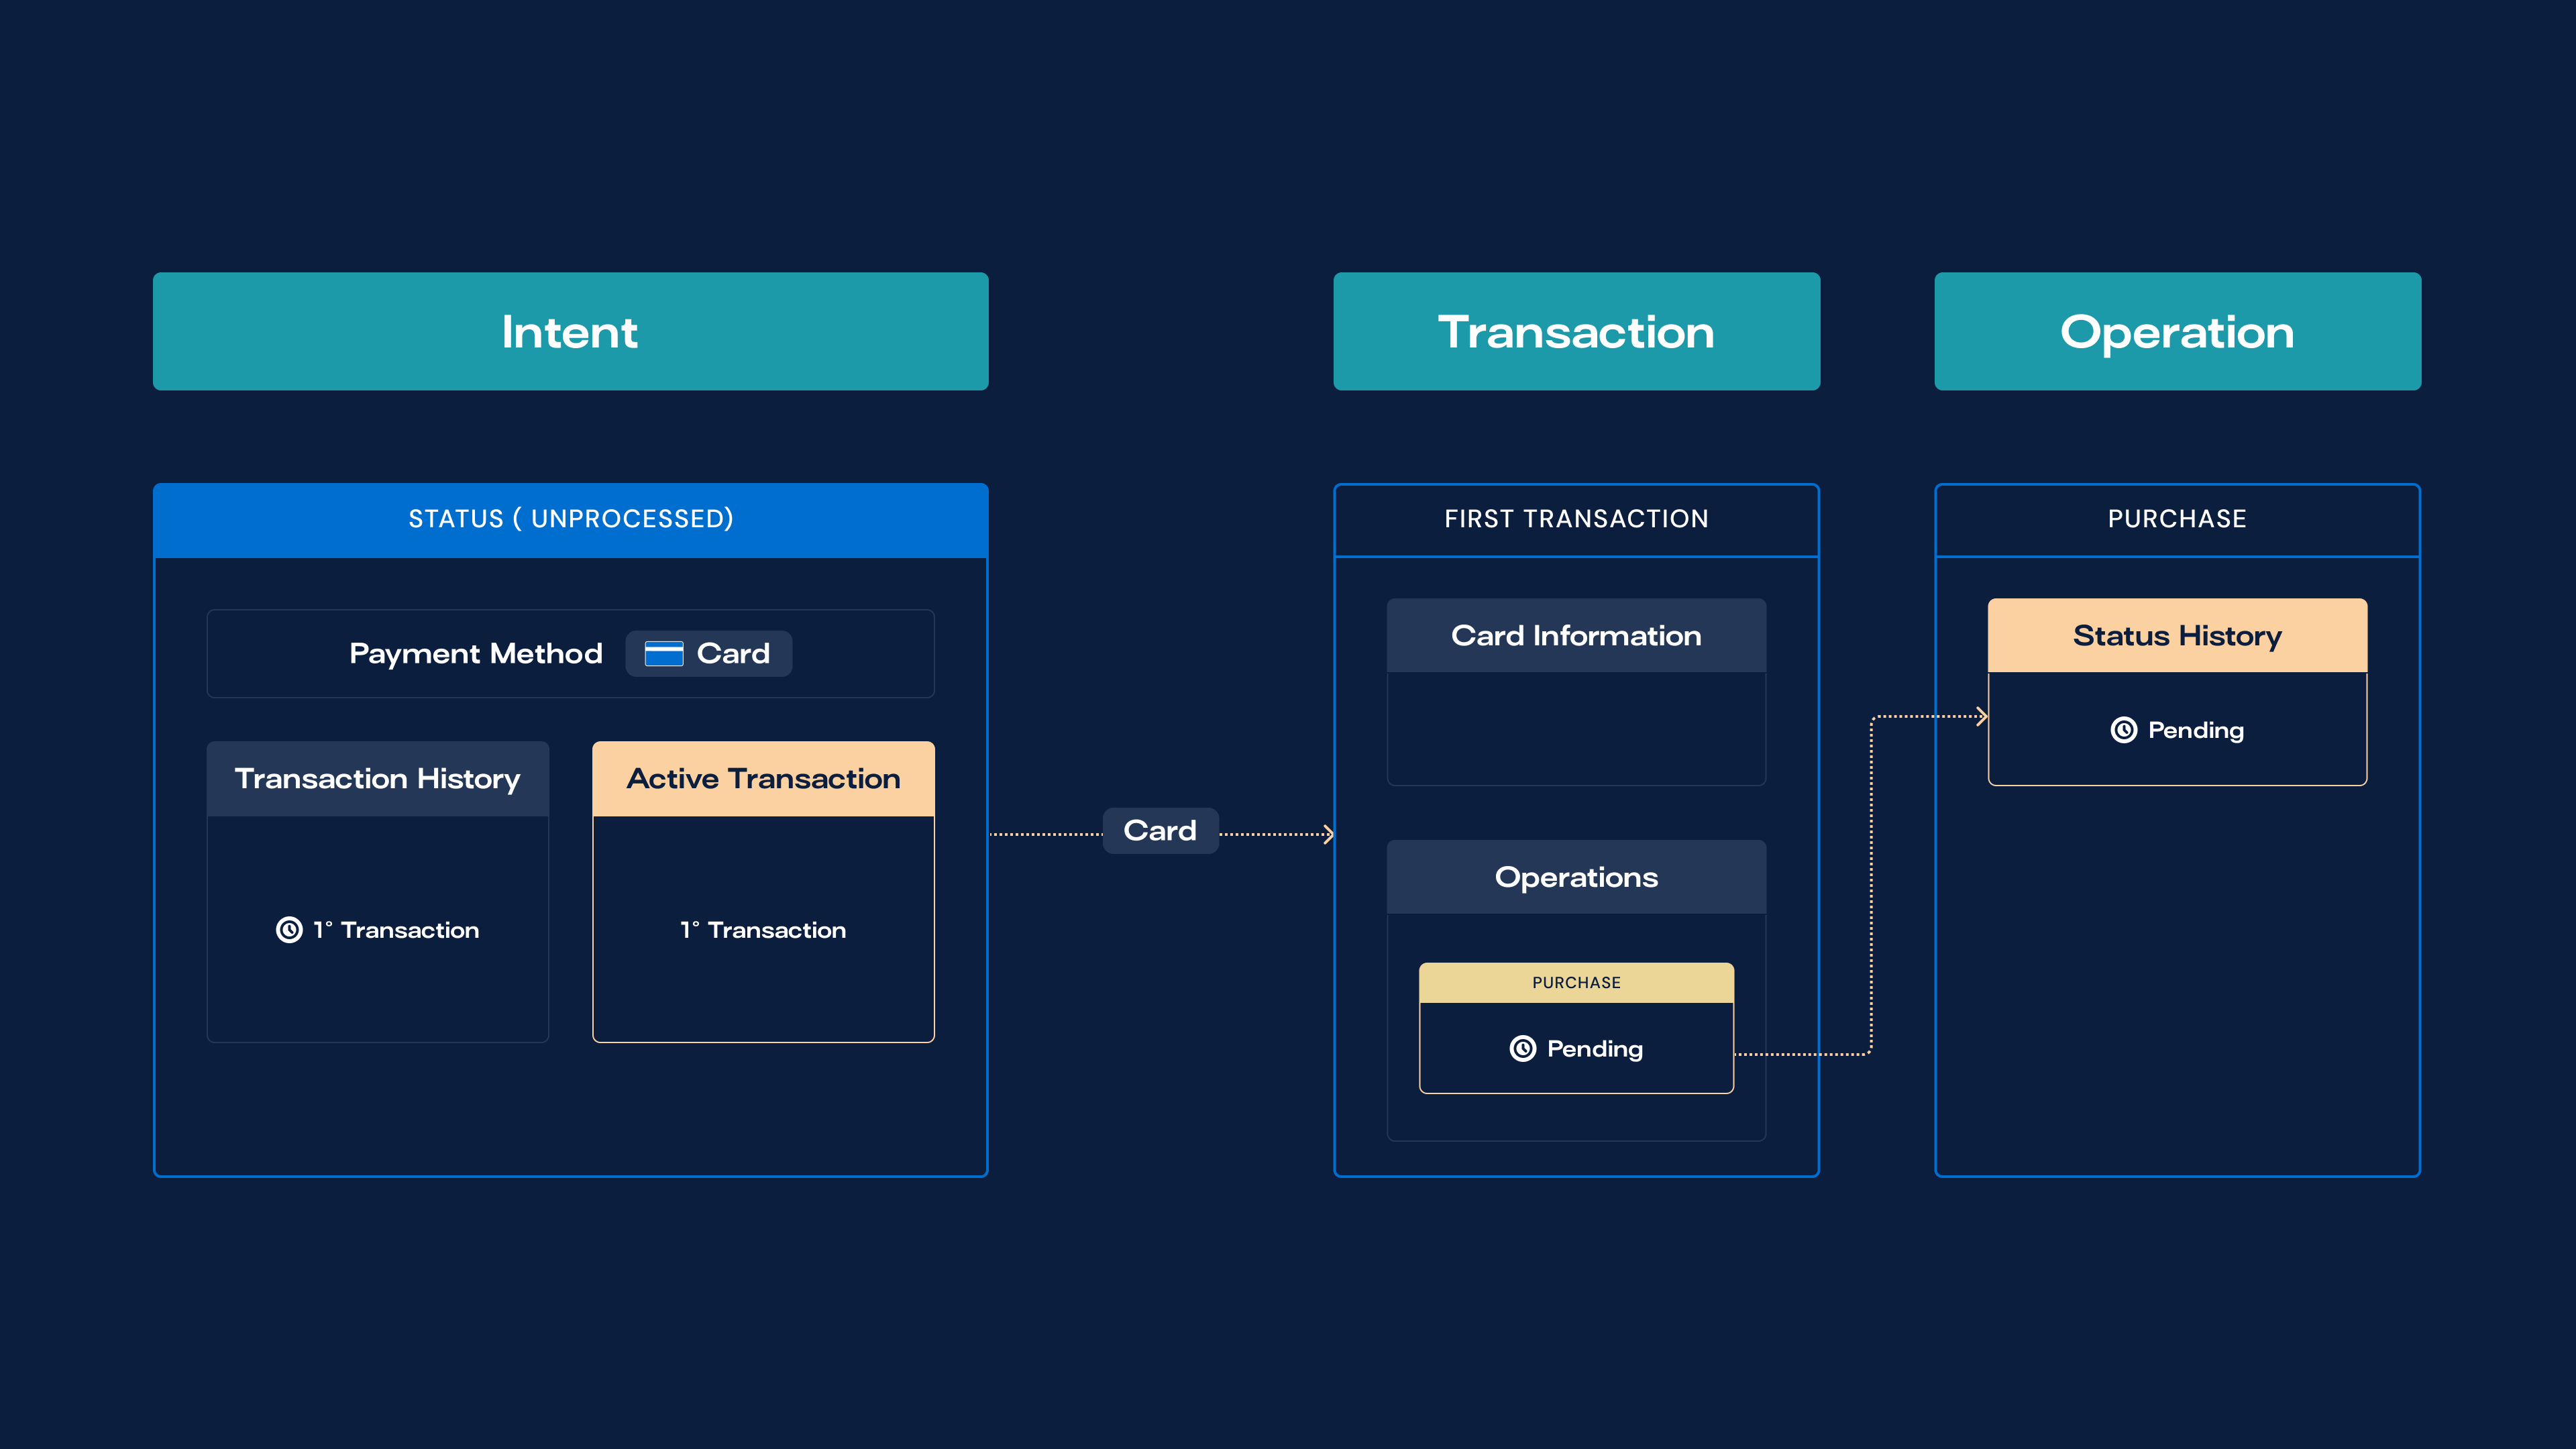 Intent
Transaction
Operation
STATUS ( UNPROCESSED)
Payment Method Card
Transaction History
1° Transaction
Active Transaction
1° Transaction
Card
FIRST TRANSACTION
Card Information
Operations
PURCHASE
Pending
PURCHASE
Status History
Pending